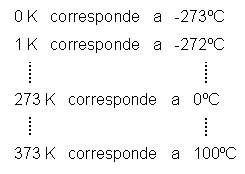 0 K corresponde a -273ºC
1 K corresponde a -272ºC
273 K corresponde a 0ºC
373 K corresponde a 100ºC